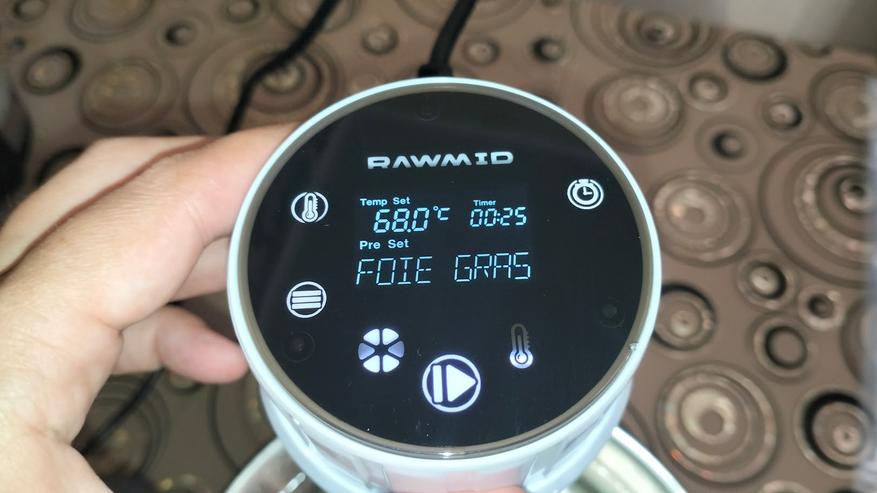 RAWMID
Temp Set Timer
68.0°C 00:25
Pre Set
FOIE GRAS